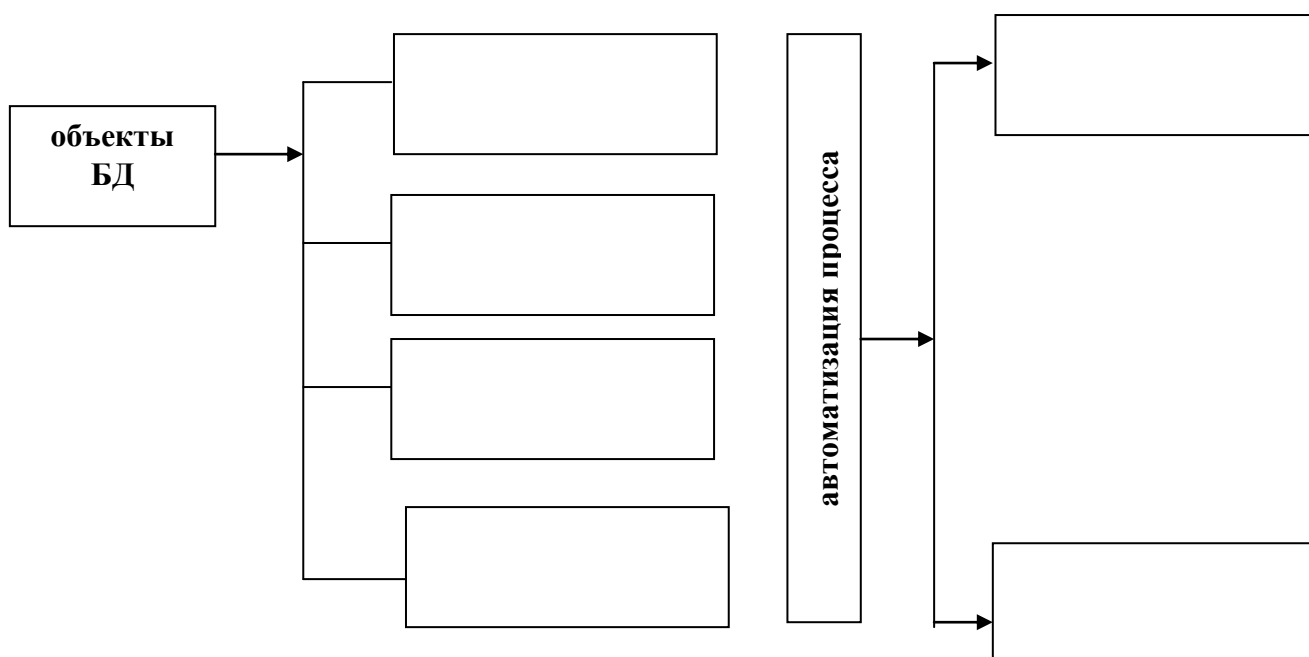 объекты
БД
автоматизация процесса